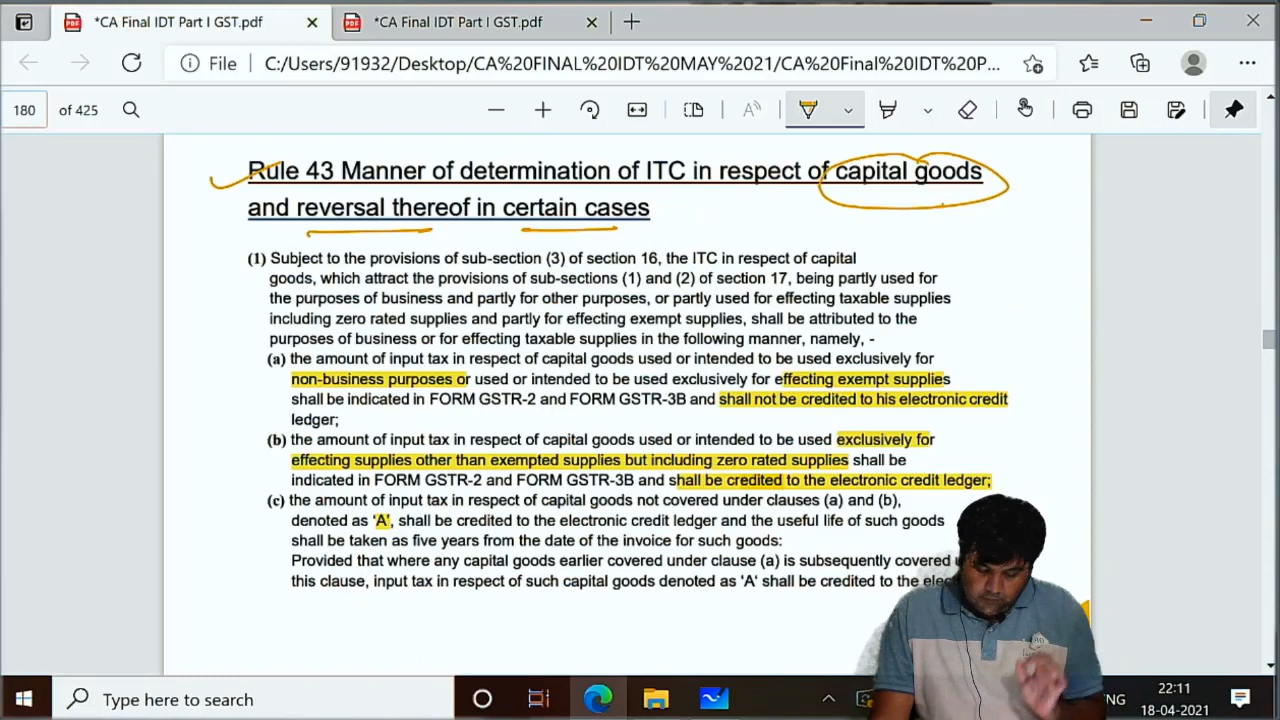 *CA Final IDT Part I GST.pdf
*CA Final IDT Part I GST.pdf
File C:/Users/91932/Desktop/CA%20FINAL%20IDT%20MAY%2021/CA%20Final%20IDT%20P...
180 of 425
Rule 43 Manner of determination of ITC in respect of capital goods
and reversal thereof in certain cases
(1) Subject to the provisions of sub-section (3) of section 16, the ITC in respect of capital
goods, which attract the provisions of sub-sections (1) and (2) of section 17, being partly used for
the purposes of business and partly for other purposes, or partly used for effecting taxable supplies
including zero rated supplies and partly for effecting exempt supplies, shall be attributed to the
purposes of business or for effecting taxable supplies in the following manner, namely, -
(a) the amount of input tax in respect of capital goods used or intended to be used exclusively for
non-business purposes or used or intended to be used exclusively for effecting exempt supplies
shall be indicated in FORM GSTR-2 and FORM GSTR-3B and shall not be credited to his electronic credit
ledger;
(b) the amount of input tax in respect of capital goods used or intended to be used exclusively for
effecting supplies other than exempted supplies but including zero rated supplies shall be
indicated in FORM GSTR-2 and FORM GSTR-3B and shall be credited to the electronic credit ledger;
(c) the amount of input tax in respect of capital goods not covered under clauses (a) and (b),
denoted as 'A', shall be credited to the electronic credit ledger and the useful life of such goods
shall be taken as five years from the date of the invoice for such goods:
Provided that where any capital goods earlier covered under clause (a) is subsequently covered
this clause, input tax in respect of such capital goods denoted as 'A' shall be credited to the
Type here to search
22:11
18-04-2021